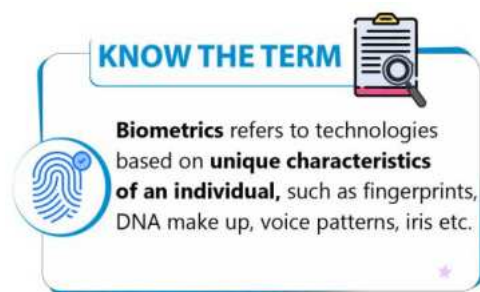 KNOW THE TERM
Biometrics refers to technologies
based on unique characteristics
of an individual, such as fingerprints,
DNA make up, voice patterns, iris etc.